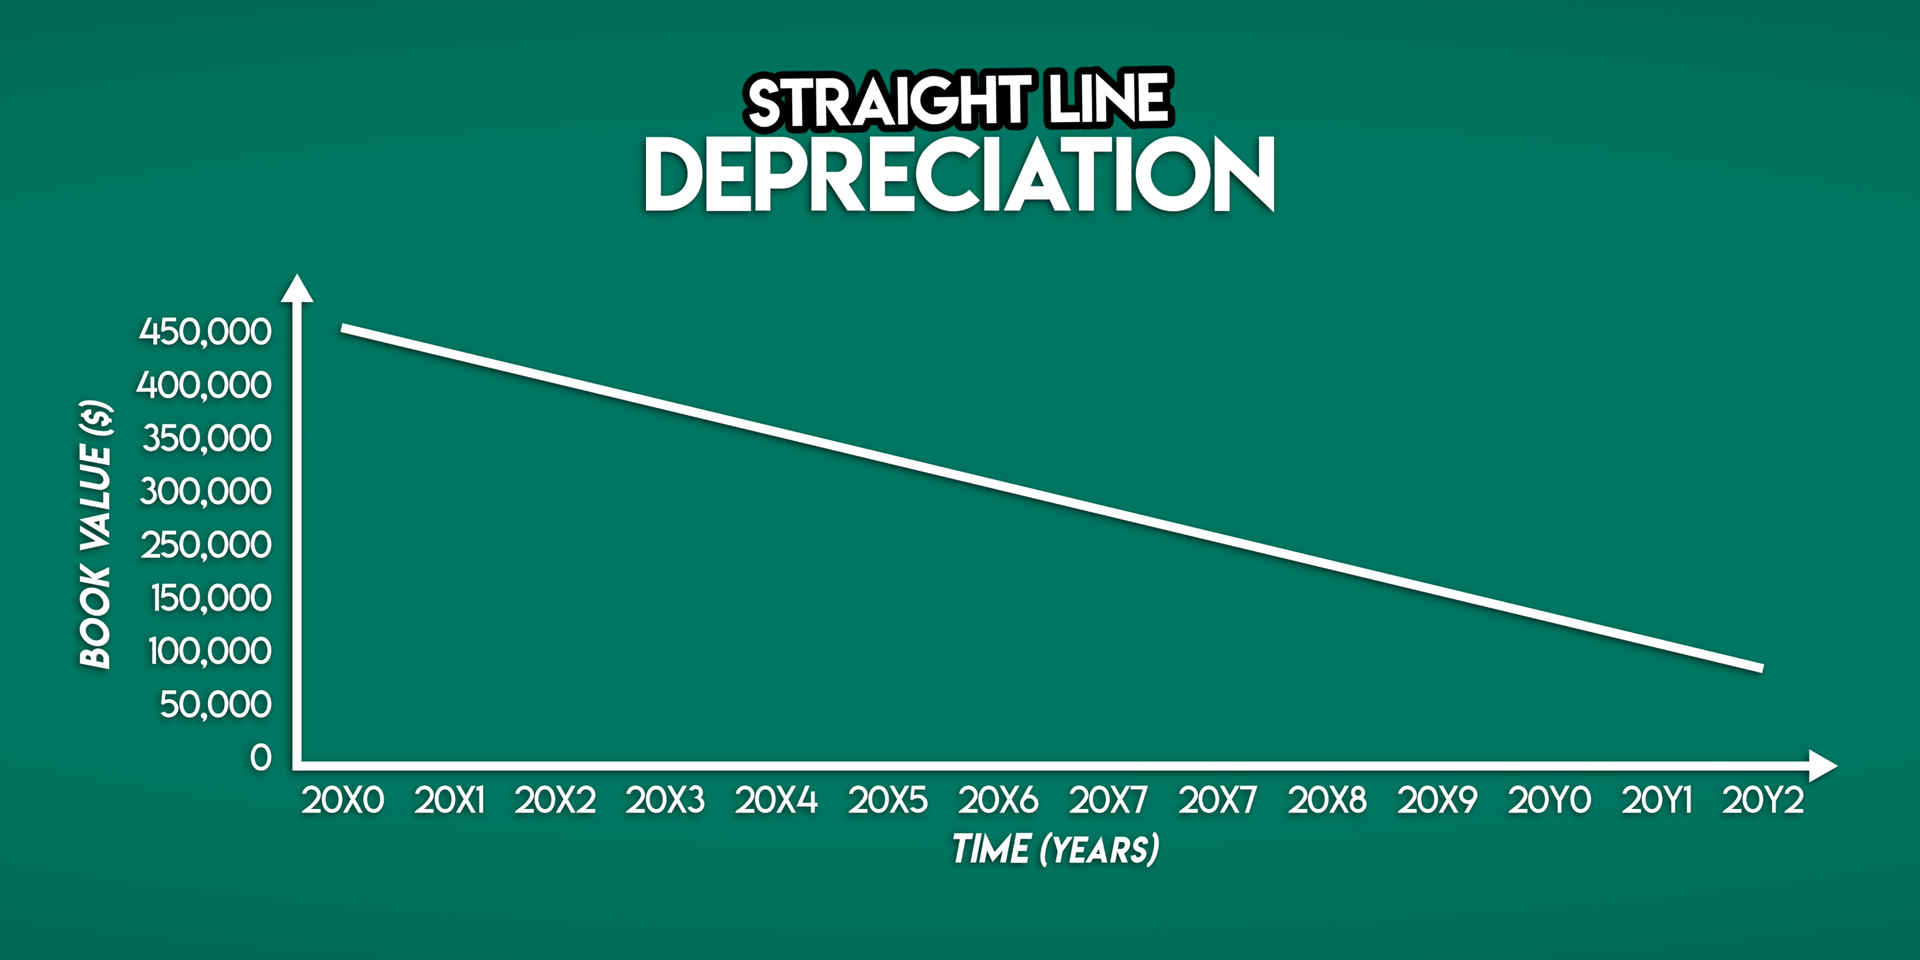 STRAIGHT LINE
DEPRECIATION
BOOK VALUE ($)
450,000
400,000
350,000
300,000
250,000
150,000
100,000
50,000
0
20X0 20X1 20X2 20X3 20X4 20X5 20X6 20X7 20X7 20X8 20X9 20Y0 20Y1 20Y2
TIME (YEARS)